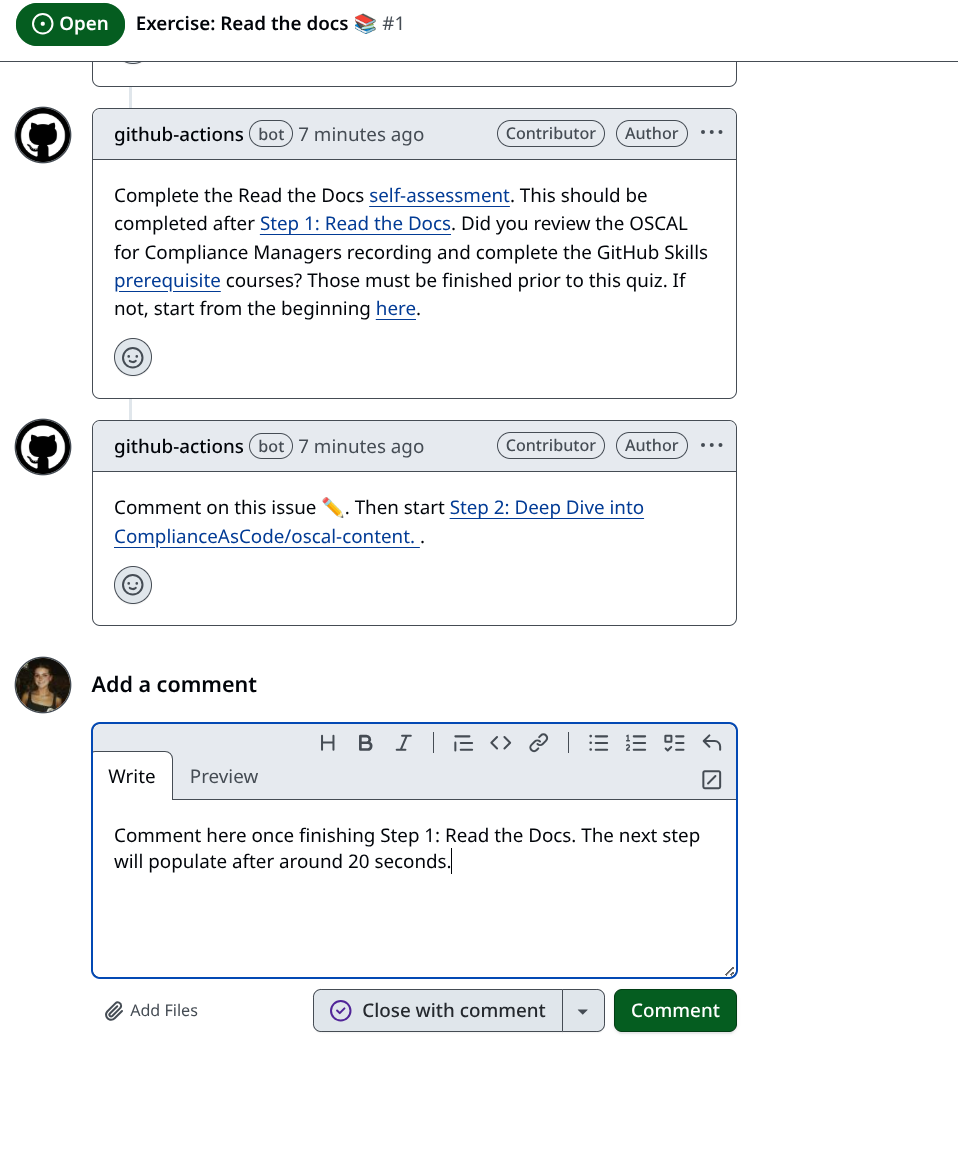 Open Exercise: Read the docs 📚 #1
github-actions bot 7 minutes ago Contributor Author
Complete the Read the Docs self-assessment. This should be
completed after Step 1: Read the Docs. Did you review the OSCAL
for Compliance Managers recording and complete the GitHub Skills
prerequisite courses? Those must be finished prior to this quiz. If
not, start from the beginning here.
github-actions bot 7 minutes ago Contributor Author
Comment on this issue ✏️. Then start Step 2: Deep Dive into
ComplianceAsCode/oscal-content. .
Add a comment
Write Preview
Comment here once finishing Step 1: Read the Docs. The next step
will populate after around 20 seconds.
Add Files Close with comment Comment